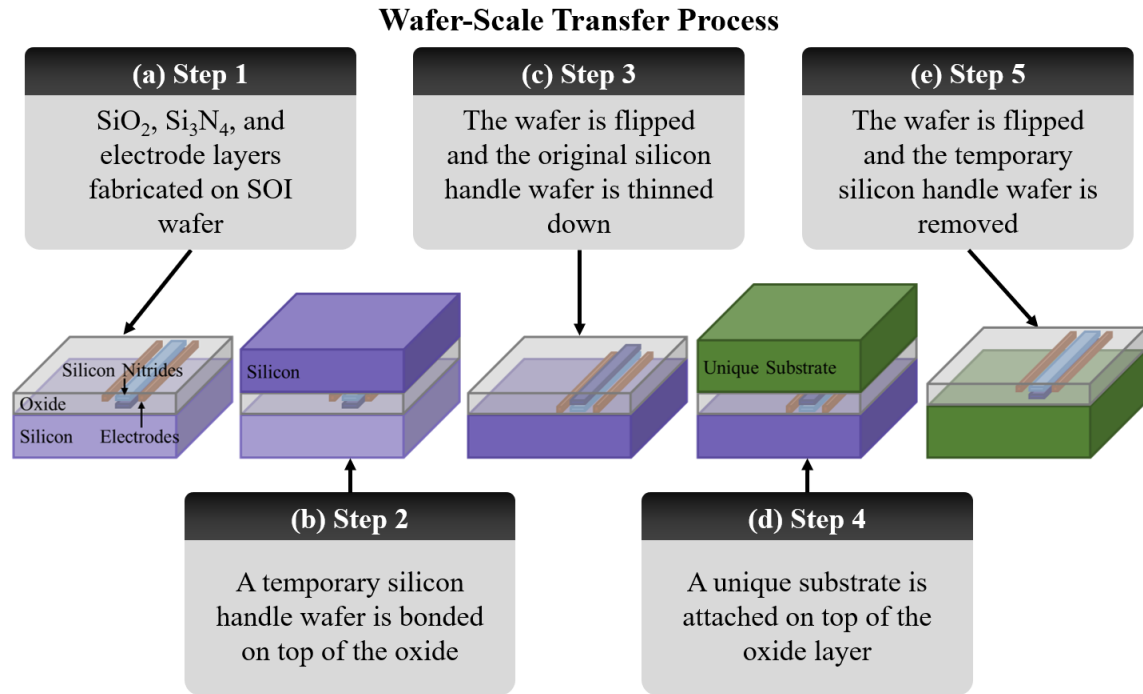 Wafer-Scale Transfer Process
(a) Step 1
SiO₂, Si₃N₄, and
electrode layers
fabricated on SOI
wafer
(c) Step 3
The wafer is flipped
and the original silicon
handle wafer is thinned
down
(e) Step 5
The wafer is flipped
and the temporary
silicon handle wafer is
removed
Silicon Nitrides
Oxide
Silicon
Electrodes
Silicon
Unique Substrate
(b) Step 2
A temporary silicon
handle wafer is bonded
on top of the oxide
(d) Step 4
A unique substrate is
attached on top of the
oxide layer